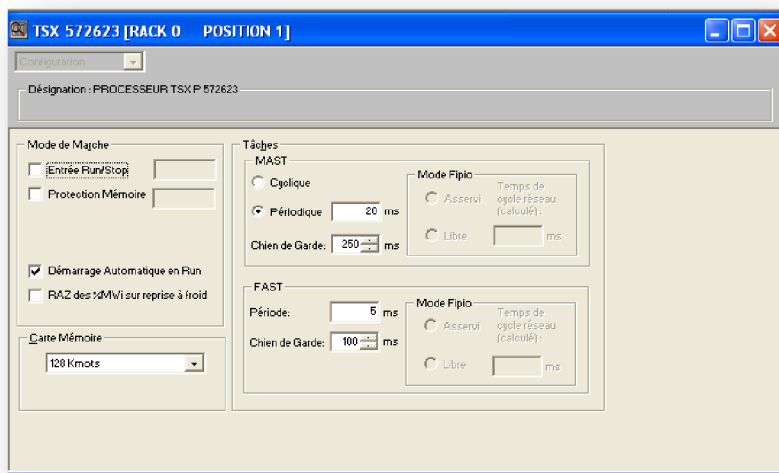 TSX 572623 [RACK 0 POSITION 1]
Configuration
Désignation : PROCESSEUR TSX P 572623
Mode de Marche
Entrée Run/Stop
Protection Mémoire
Démarrage Automatique en Run
RAZ des %MWi sur reprise à froid
Carte Mémoire
128 Kmots
Tâches
MAST
Cyclique
Périodique 20 ms
Chien de Garde: 250 ms
Mode Fipio
Asservi
Libre
Temps de
cycle réseau
(calculé) :
ms
FAST
Période: 5 ms
Chien de Garde: 100 ms
Mode Fipio
Asservi
Libre
Temps de
cycle réseau
(calculé) :
ms